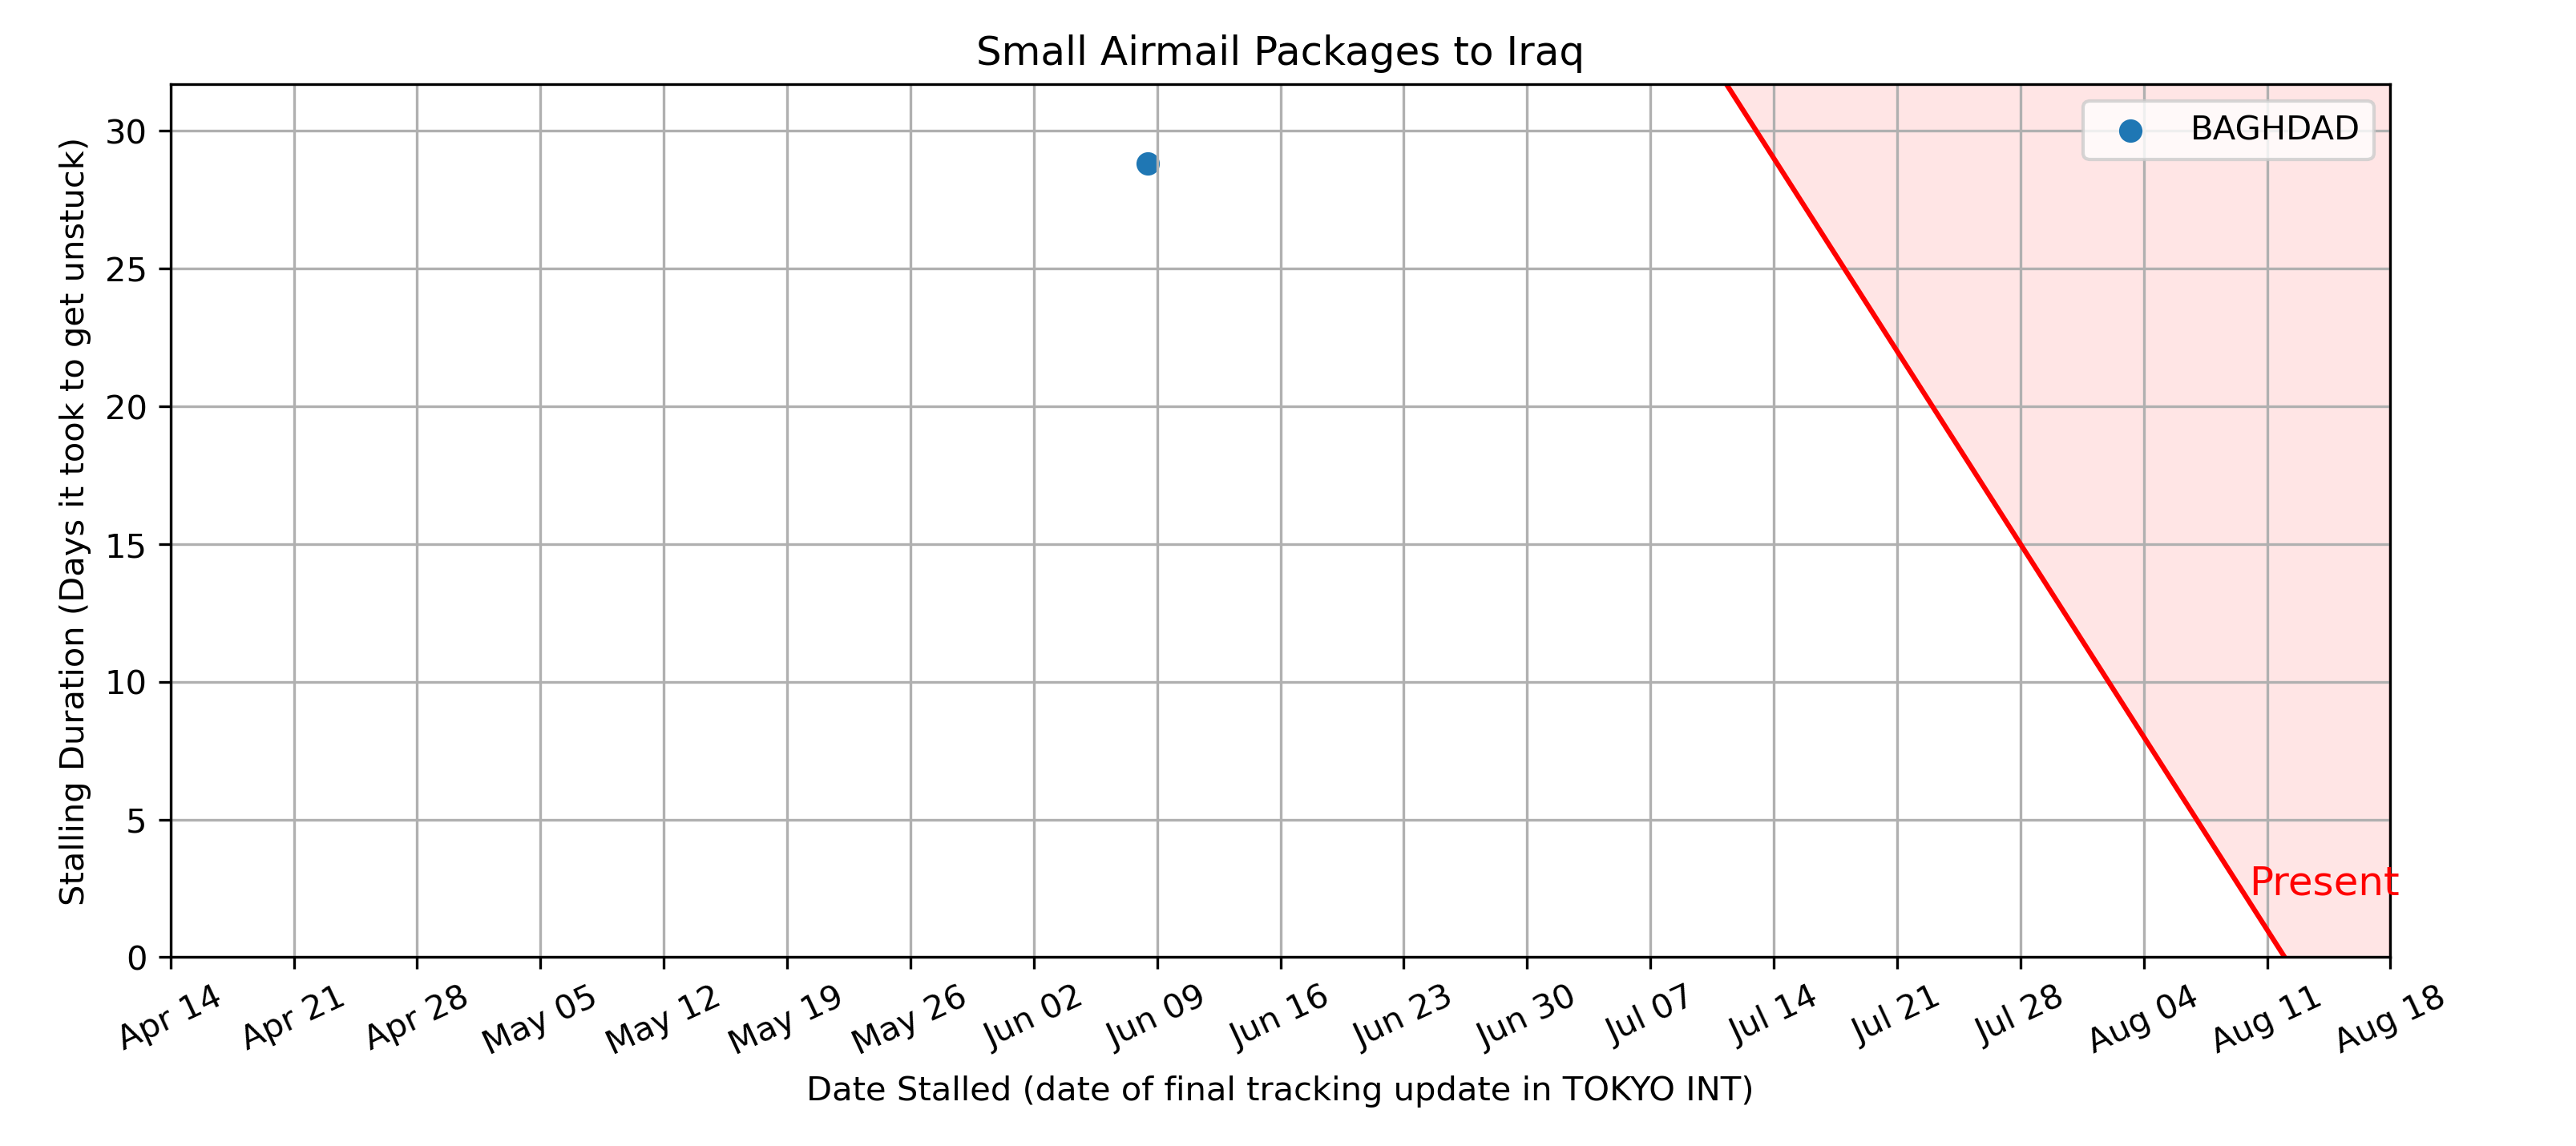 Small Airmail Packages to Iraq
BAGHDAD
Stalling Duration (Days it took to get unstuck)
30
25
20
15
10
5
0
Present
Apr 14
Apr 21
Apr 28
May 05
May 12
May 19
May 26
Jun 02
Jun 09
Jun 16
Jun 23
Jun 30
Jul 07
Jul 14
Jul 21
Jul 28
Aug 04
Aug 11
Aug 18
Date Stalled (date of final tracking update in TOKYO INT)